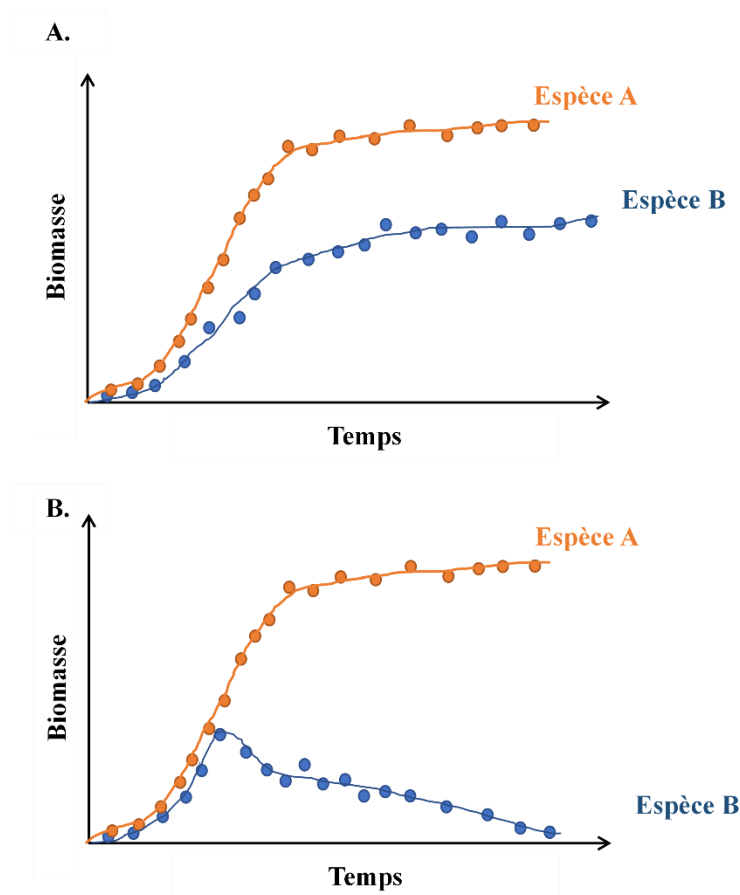 A.
Espèce A
Espèce B
Biomasse
Temps
B.
Espèce A
Biomasse
Espèce B
Temps